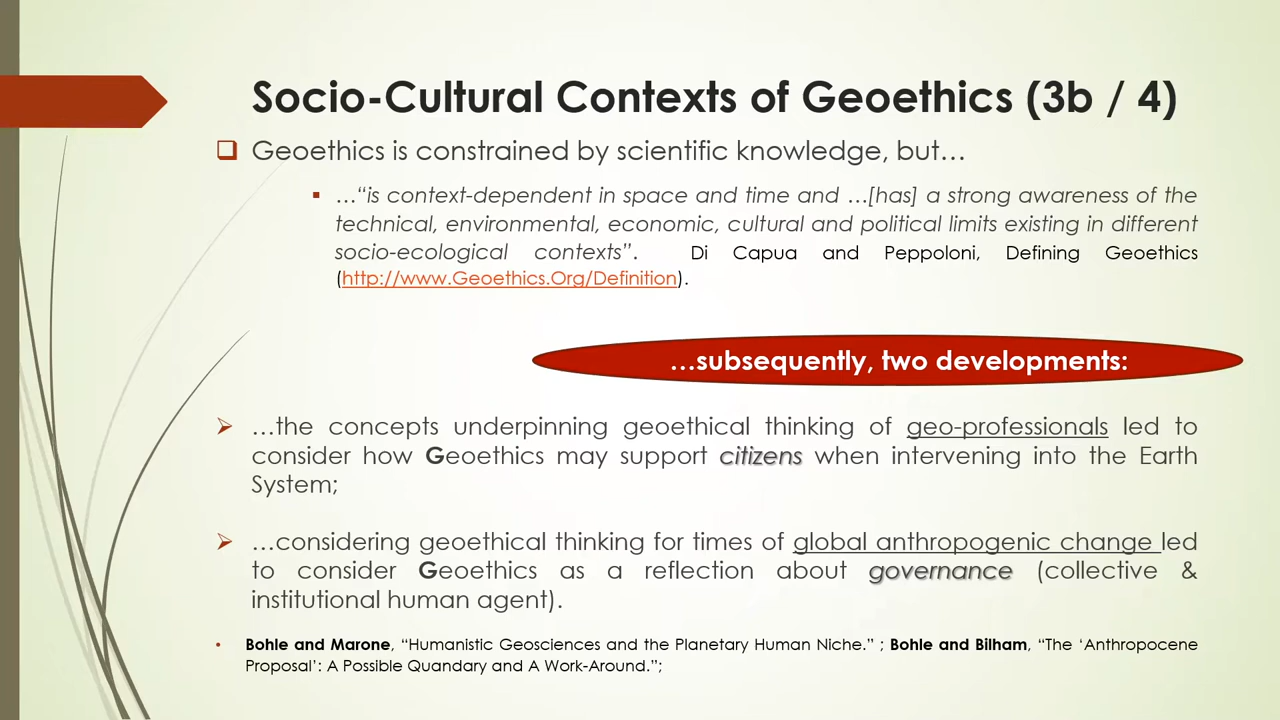 Socio-Cultural Contexts of Geoethics (3b / 4)
Geoethics is constrained by scientific knowledge, but…
…“is context-dependent in space and time and …[has] a strong awareness of the
technical, environmental, economic, cultural and political limits existing in different
socio-ecological contexts”. Di Capua and Peppoloni, Defining Geoethics
(http://www.Geoethics.Org/Definition).
…subsequently, two developments:
…the concepts underpinning geoethical thinking of geo-professionals led to
consider how Geoethics may support citizens when intervening into the Earth
System;
…considering geoethical thinking for times of global anthropogenic change led
to consider Geoethics as a reflection about governance (collective &
institutional human agent).
Bohle and Marone, “Humanistic Geosciences and the Planetary Human Niche.” ; Bohle and Bilham, “The ‘Anthropocene
Proposal’: A Possible Quandary and A Work-Around.”;